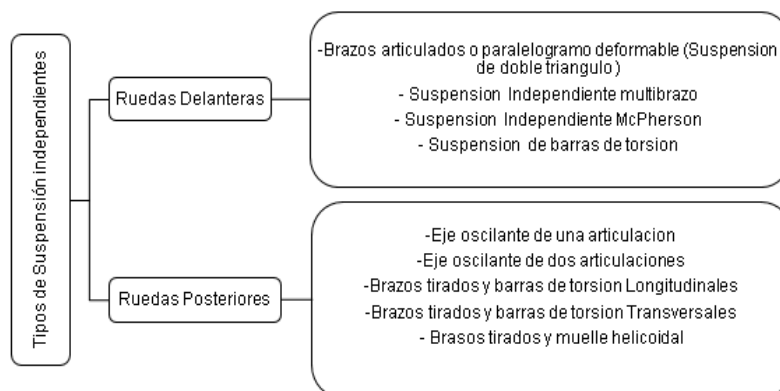 Tipos de Suspensión independientes
Ruedas Delanteras
-Brazos articulados o paralelogramo deformable (Suspension
de doble triangulo )
- Suspension Independiente multibrazo
- Suspension Independiente McPherson
- Suspension de barras de torsion
Ruedas Posteriores
-Eje oscilante de una articulacion
-Eje oscilante de dos articulaciones
-Brazos tirados y barras de torsion Longitudinales
-Brazos tirados y barras de torsion Transversales
- Brasos tirados y muelle helicoidal